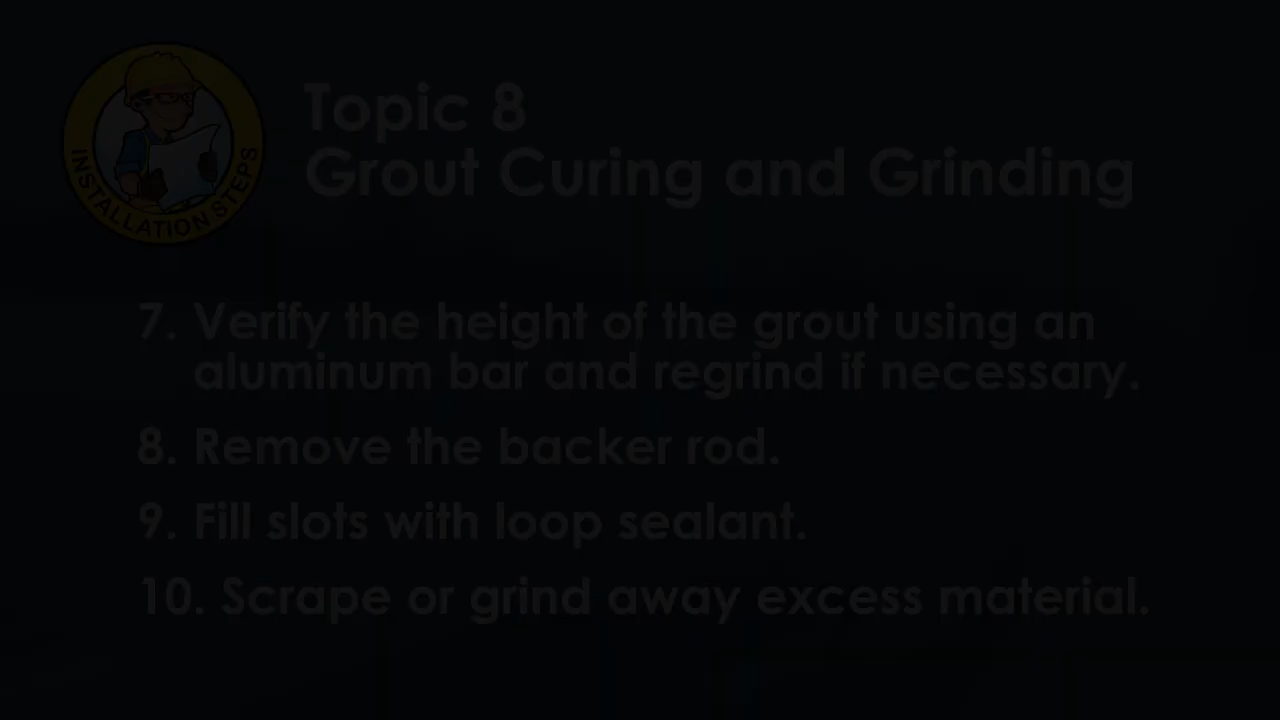 INSTALLATION STEPS
Topic 8
Grout Curing and Grinding
7. Verify the height of the grout using an
aluminum bar and regrind if necessary.
8. Remove the backer rod.
9. Fill slots with loop sealant.
10. Scrape or grind away excess material.